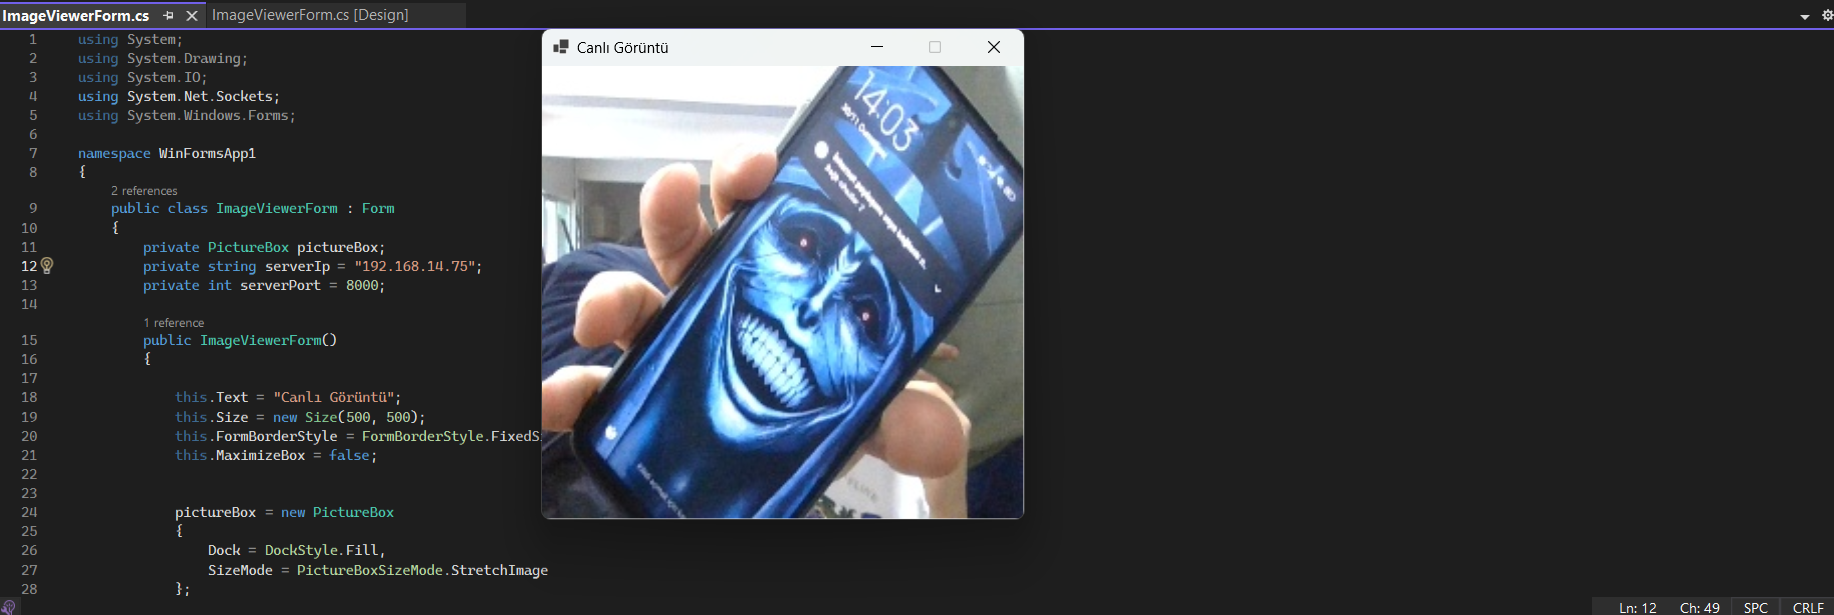 ImageViewerForm.cs
ImageViewerForm.cs [Design]
1 using System;
2 using System.Drawing;
3 using System.IO;
4 using System.Net.Sockets;
5 using System.Windows.Forms;
6
7 namespace WinFormsApp1
8 {
2 references
9 public class ImageViewerForm : Form
10 {
11 private PictureBox pictureBox;
12 private string serverIp = "192.168.14.75";
13 private int serverPort = 8000;
14
1 reference
15 public ImageViewerForm()
16 {
17
18 this.Text = "Canlı Görüntü";
19 this.Size = new Size(500, 500);
20 this.FormBorderStyle = FormBorderStyle.FixedS
21 this.MaximizeBox = false;
22
23
24 pictureBox = new PictureBox
25 {
26 Dock = DockStyle.Fill,
27 SizeMode = PictureBoxSizeMode.StretchImage
28 };
Canlı Görüntü
14:03
Ln: 12 Ch: 49 SPC CRLF